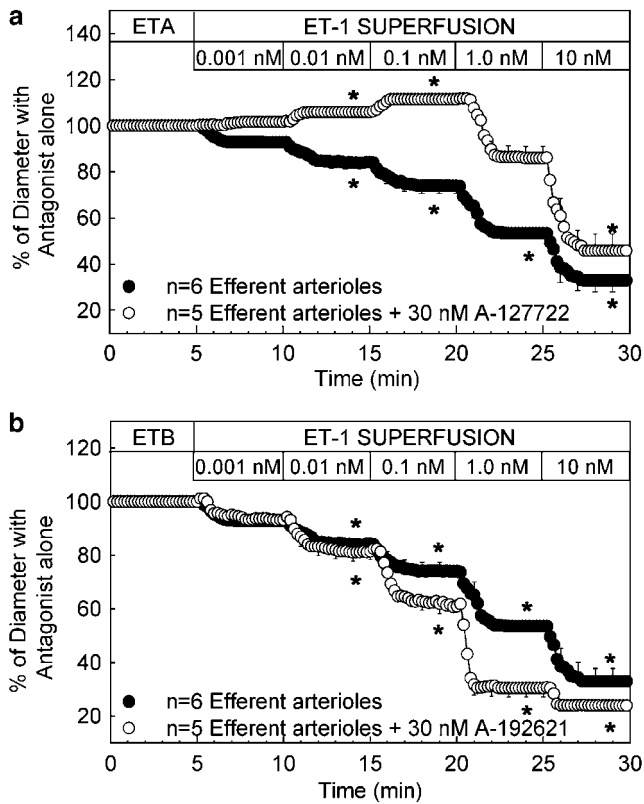 a
ETA ET-1 SUPERFUSION
0.001 nM 0.01 nM 0.1 nM 1.0 nM 10 nM
140
120
100
80
60
40
20
% of Diameter with
Antagonist alone
* * * * * * *
n=6 Efferent arterioles
n=5 Efferent arterioles + 30 nM A-127722
0 5 10 15 20 25 30
Time (min)
b
ETB ET-1 SUPERFUSION
0.001 nM 0.01 nM 0.1 nM 1.0 nM 10 nM
120
100
80
60
40
20
% of Diameter with
Antagonist alone
* * * * * * * *
n=6 Efferent arterioles
n=5 Efferent arterioles + 30 nM A-192621
0 5 10 15 20 25 30
Time (min)